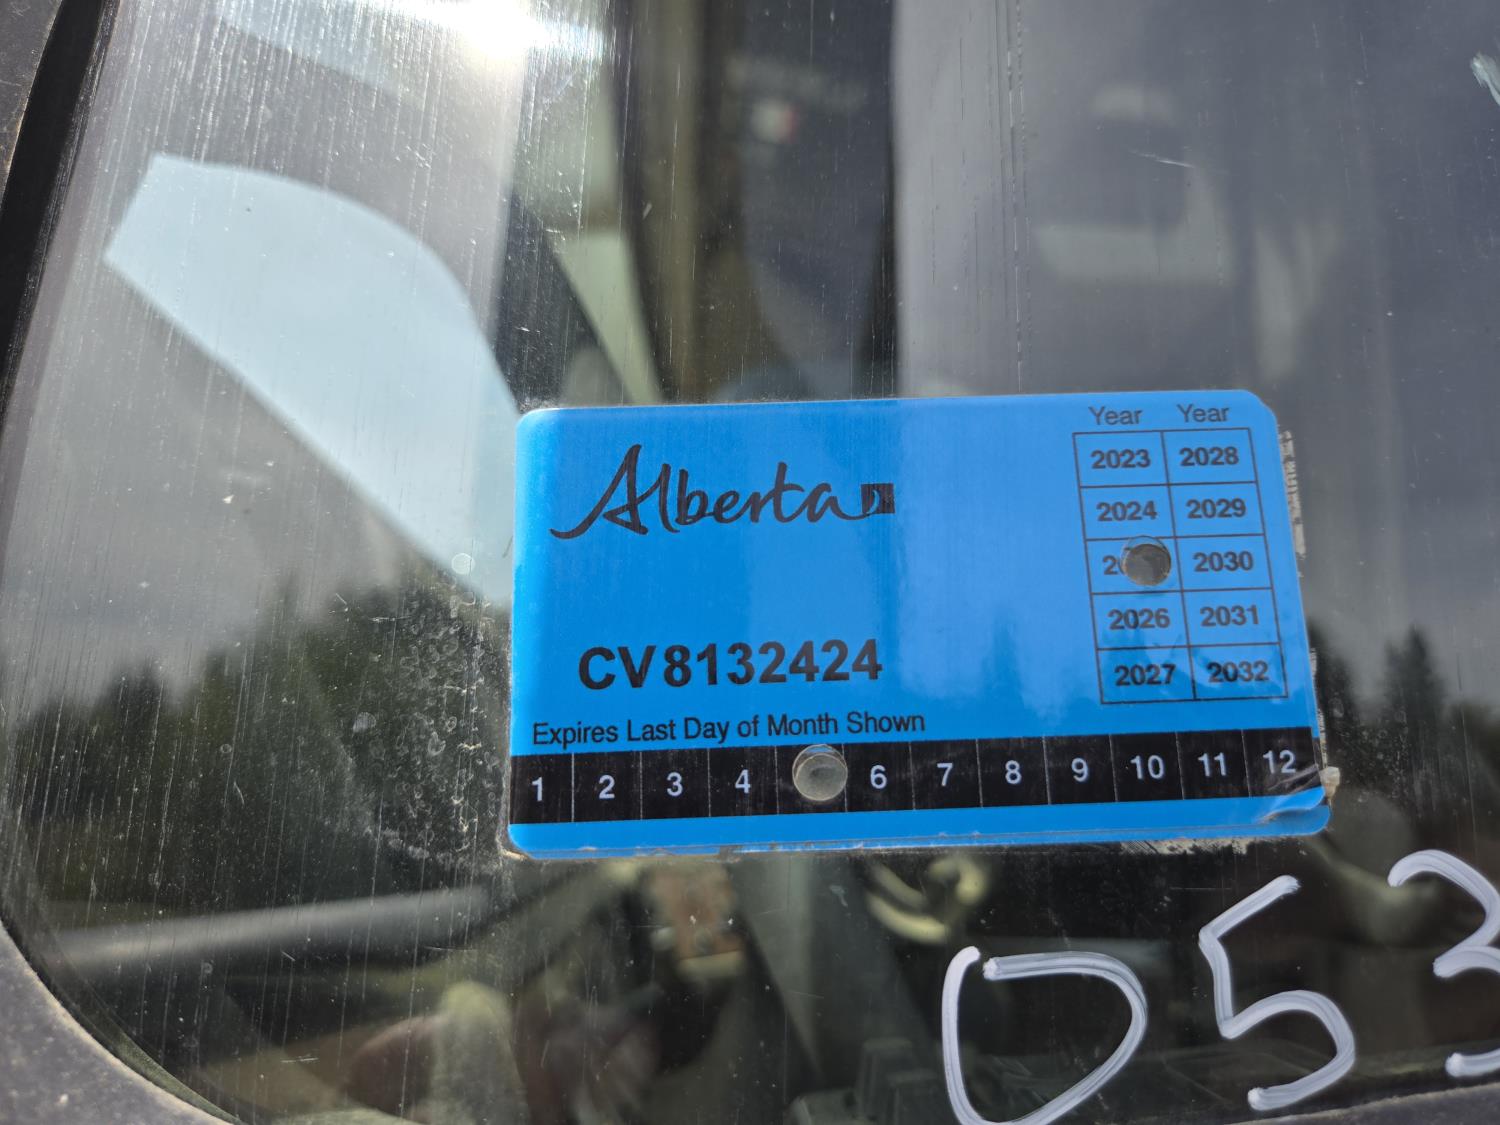 Alberta
Year Year
2023 2028
2024 2029
2030
2026 2031
2027 2032
CV8132424
Expires Last Day of Month Shown
1 2 3 4 6 7 8 9 10 11 12
053